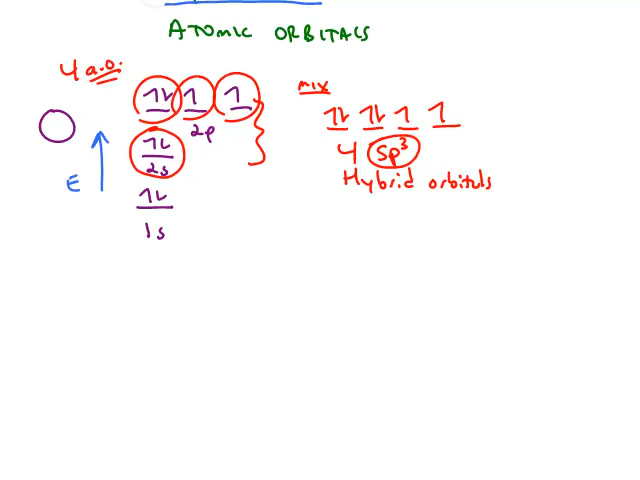 ATOMIC ORBITALS
4 a.o.
mix
2p
2s
1s
E
4 sp³
Hybrid orbitals